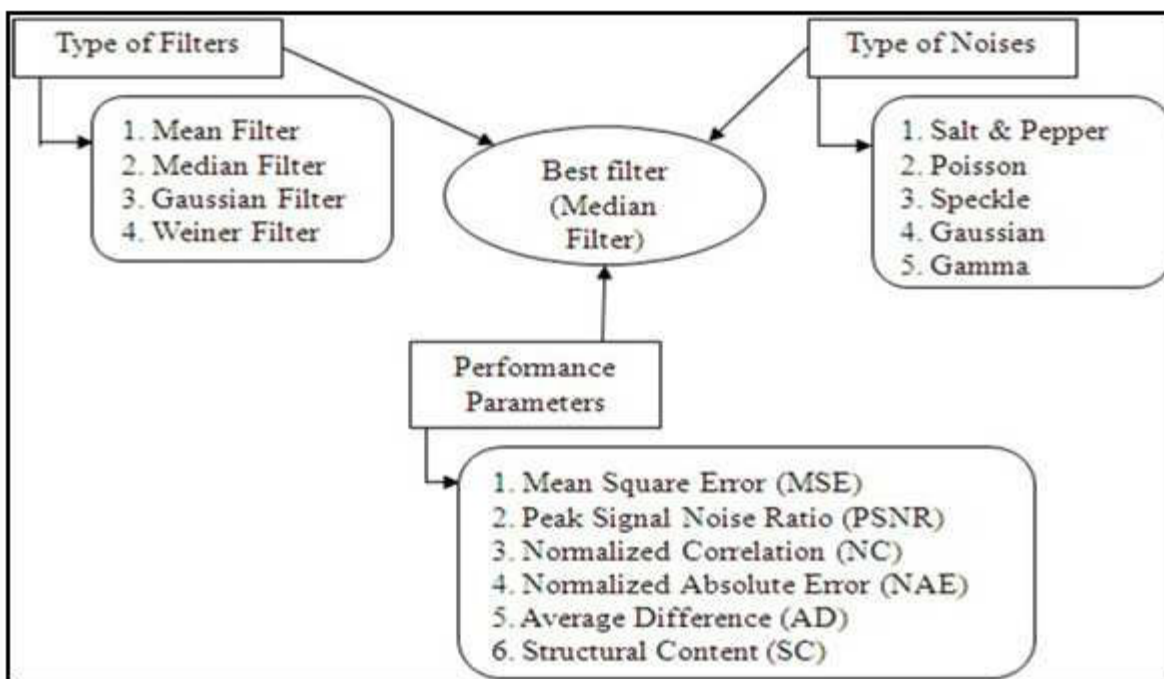 Type of Filters
1. Mean Filter
2. Median Filter
3. Gaussian Filter
4. Weiner Filter
Best filter
(Median
Filter)
Type of Noises
1. Salt & Pepper
2. Poisson
3. Speckle
4. Gaussian
5. Gamma
Performance
Parameters
1. Mean Square Error (MSE)
2. Peak Signal Noise Ratio (PSNR)
3. Normalized Correlation (NC)
4. Normalized Absolute Error (NAE)
5. Average Difference (AD)
6. Structural Content (SC)